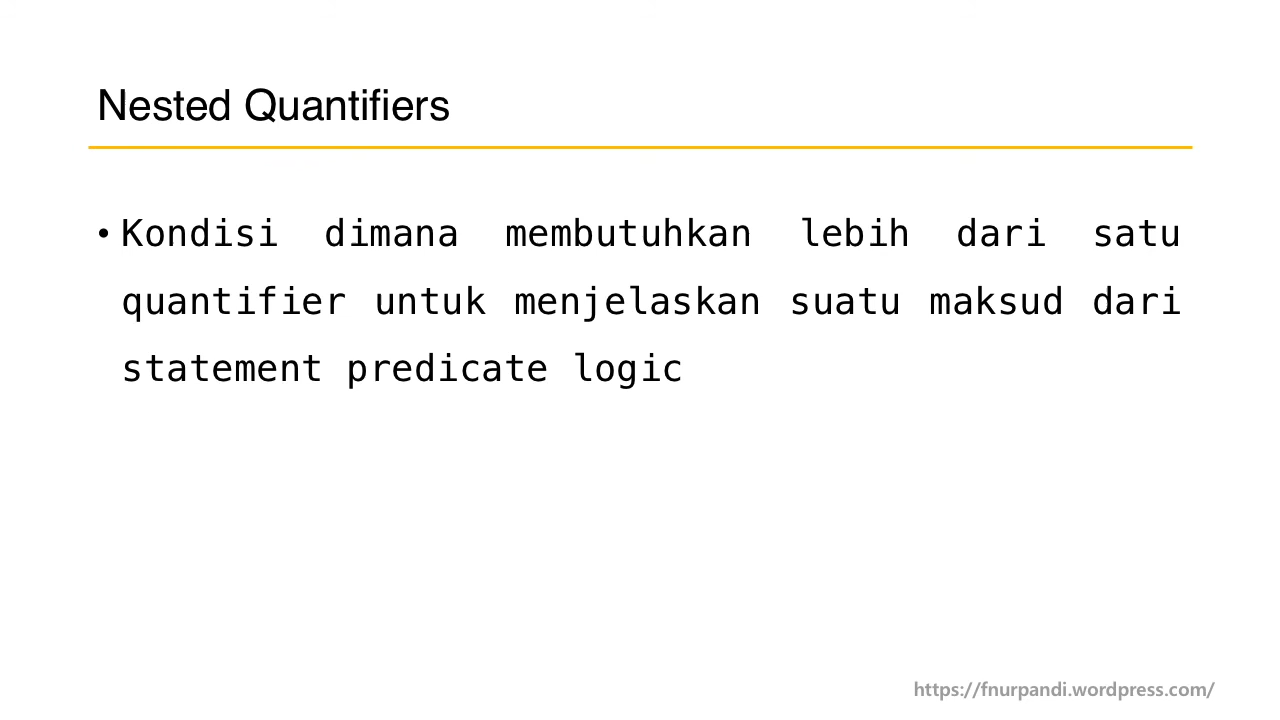 Nested Quantifiers
• Kondisi dimana membutuhkan lebih dari satu
quantifier untuk menjelaskan suatu maksud dari
statement predicate logic
https://fnurpandi.wordpress.com/